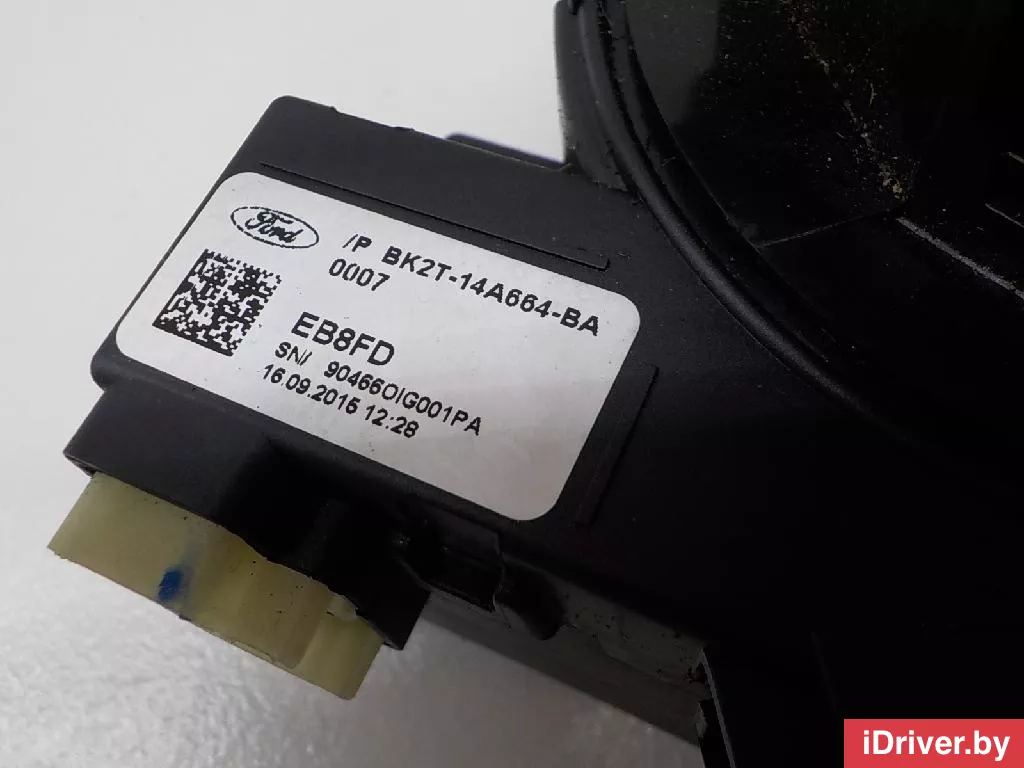 Ford
/P BK2T-14A664-BA
0007
EB8FD
SN/ 90466OIG001PA
16.09.2015 12:28
iDriver.by